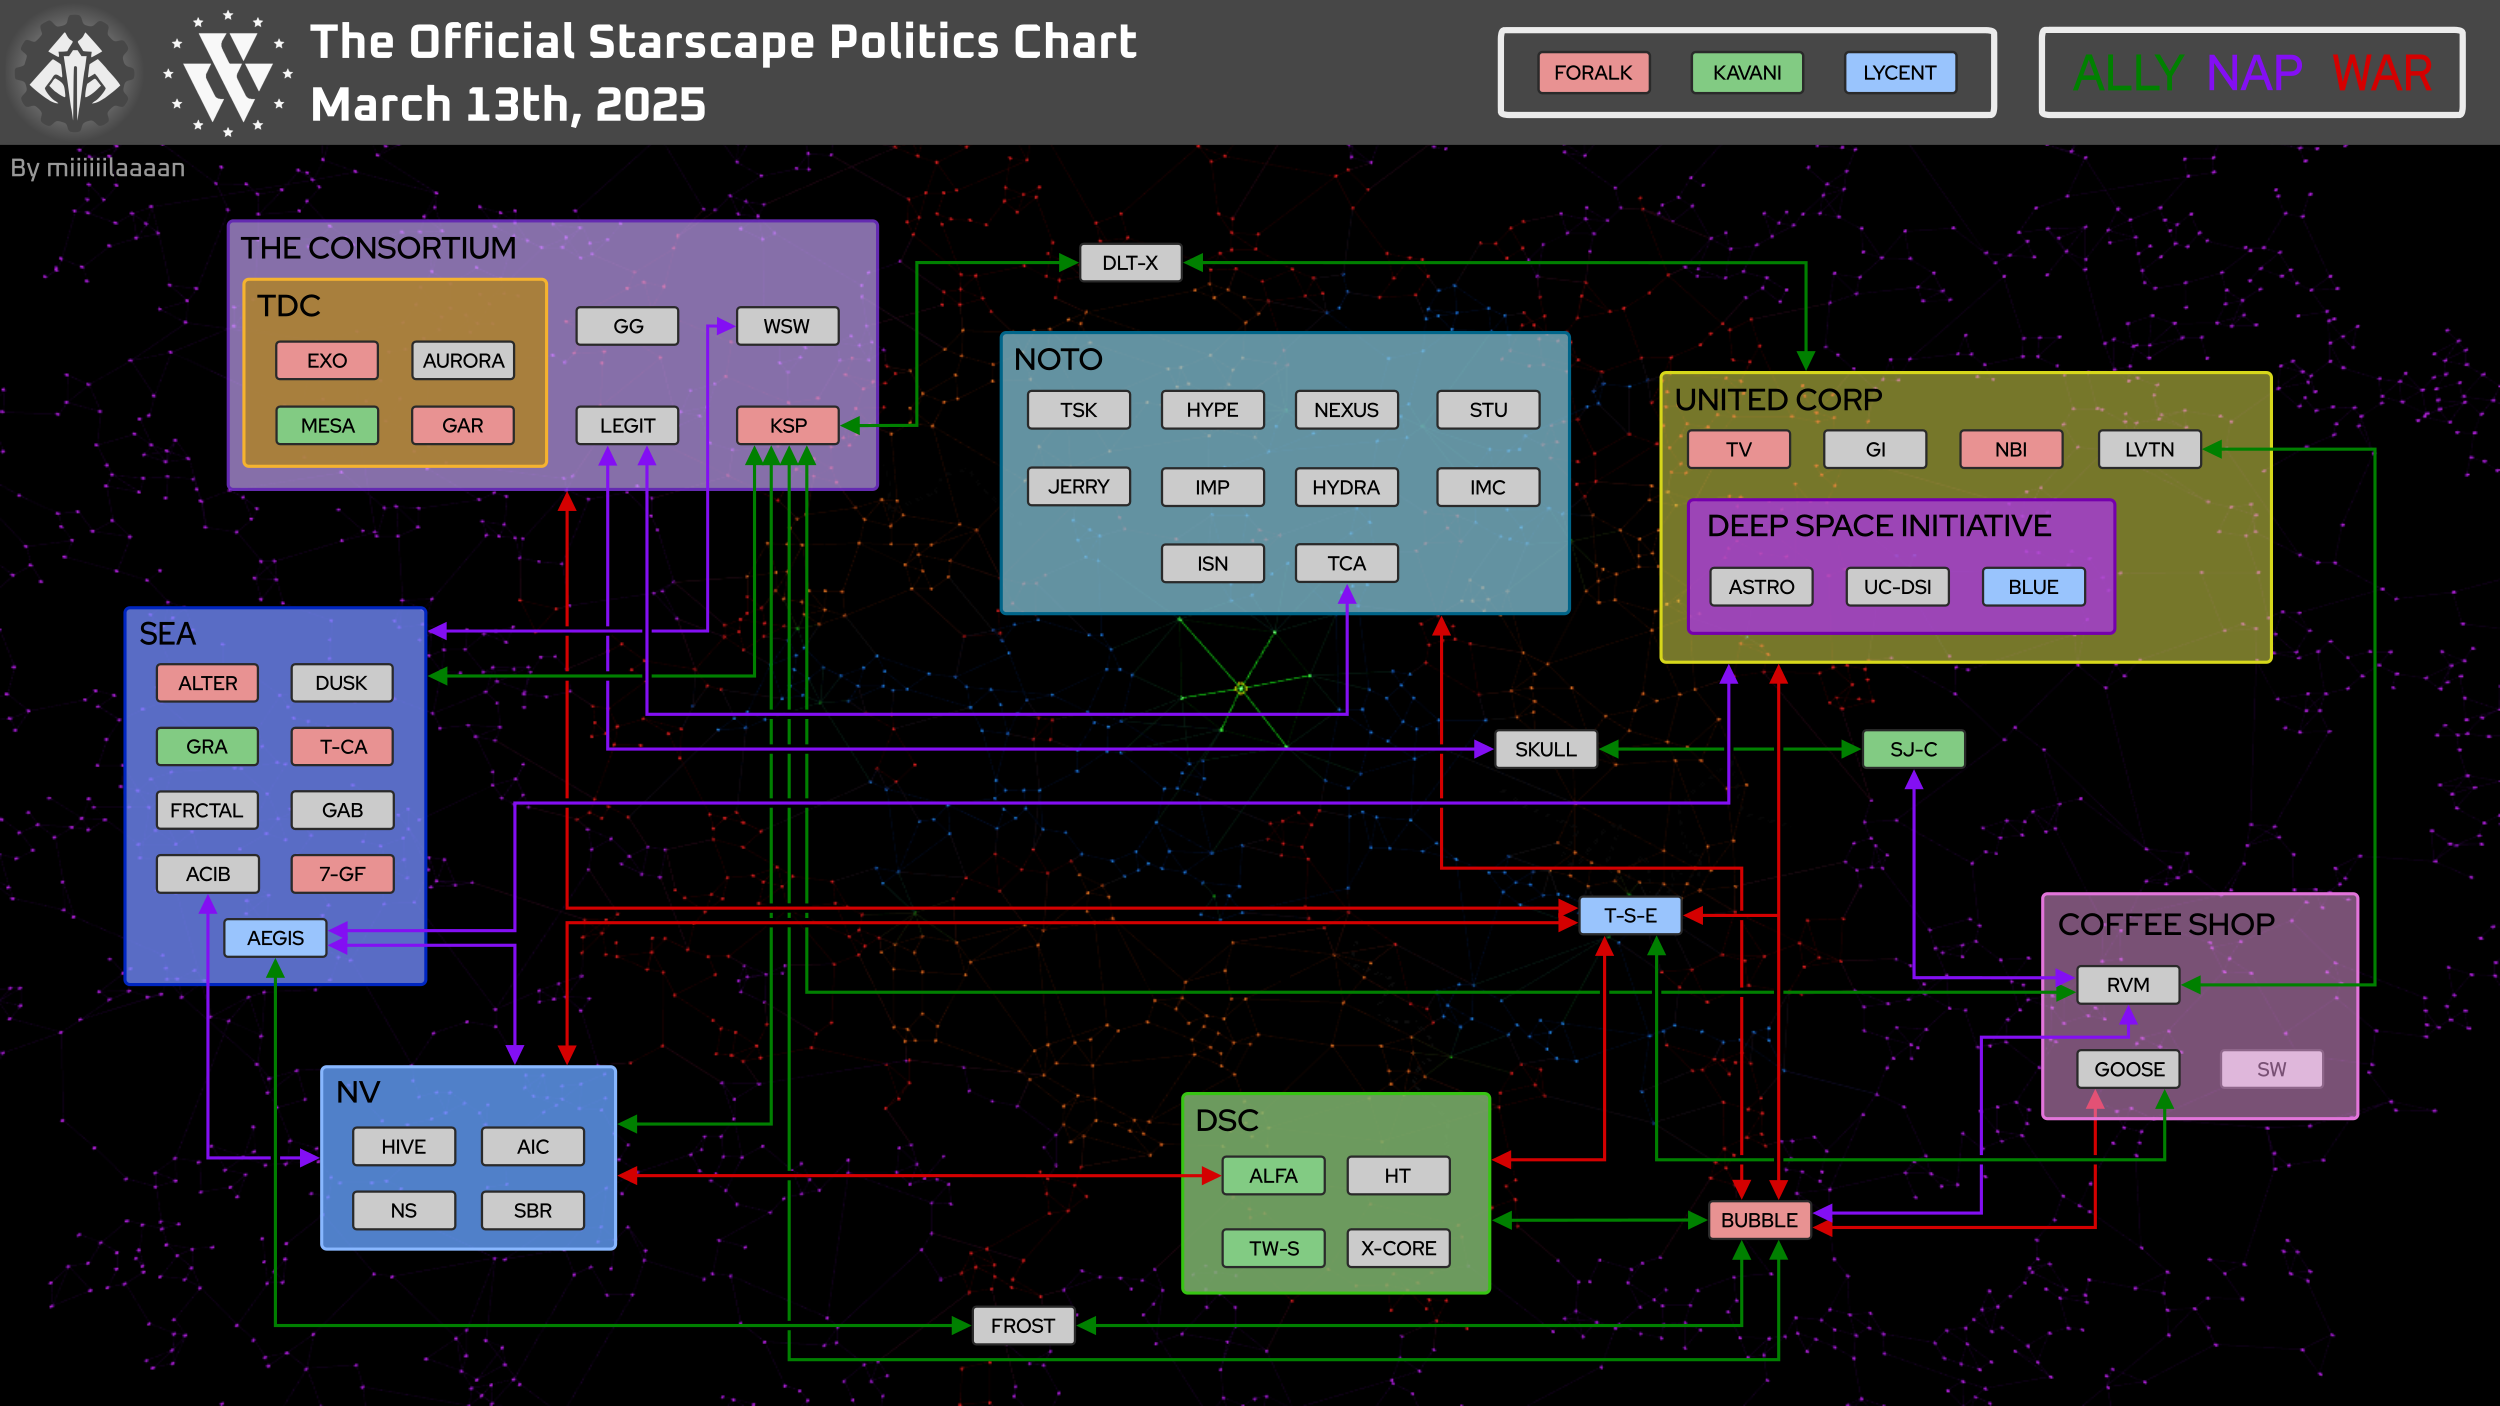 The Official Starscape Politics Chart
March 13th, 2025
FORALK KAVANI LYCENT
ALLY NAP WAR
By miiiiiilaaaan
THE CONSORTIUM
TDC
EXO AURORA
MESA GAR
GG WSW
LEGIT KSP
DLT-X
NOTO
TSK HYPE NEXUS STU
JERRY IMP HYDRA IMC
ISN TCA
UNITED CORP
TV GI NBI LVTN
DEEP SPACE INITIATIVE
ASTRO UC-DSI BLUE
SEA
ALTER DUSK
GRA T-CA
FRCTAL GAB
ACIB 7-GF
AEGIS
SKULL SJ-C
T-S-E
COFFEE SHOP
RVM
GOOSE SW
NV
HIVE AIC
NS SBR
DSC
ALFA HT
TW-S X-CORE
BUBBLE
FROST